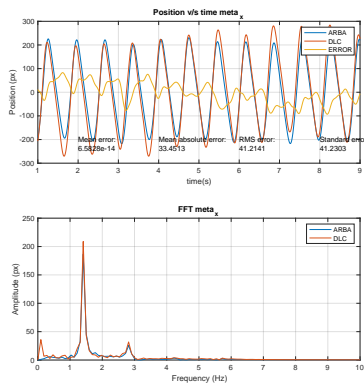 Position v/s time meta_x
300
200
100
0
-100
-200
-300
Position (px )
ARBA
DLC
ERROR
Mean error:
6.5828e-14
Mean absolute error:
33.4513
RMS error:
41.2141
Standard error
41.2303
1 2 3 4 5 6 7 8 9
time(s)
FFT meta_x
250
200
150
100
50
0
Amplitude (px)
ARBA
DLC
0 1 2 3 4 5 6 7 8 9 10
Frequency (Hz)